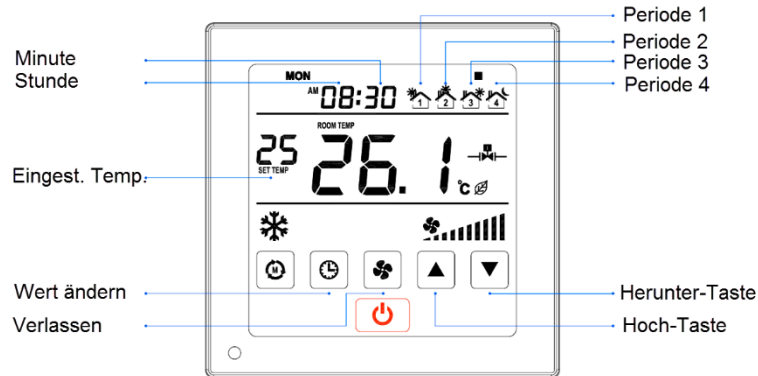 Minute
Stunde
Eingest. Temp.
Wert ändern
Verlassen
MON
AM 08:30
1 2 3 4
ROOM TEMP
25
SET TEMP
26.1
°C
M
Periode 1
Periode 2
Periode 3
Periode 4
Herunter-Taste
Hoch-Taste